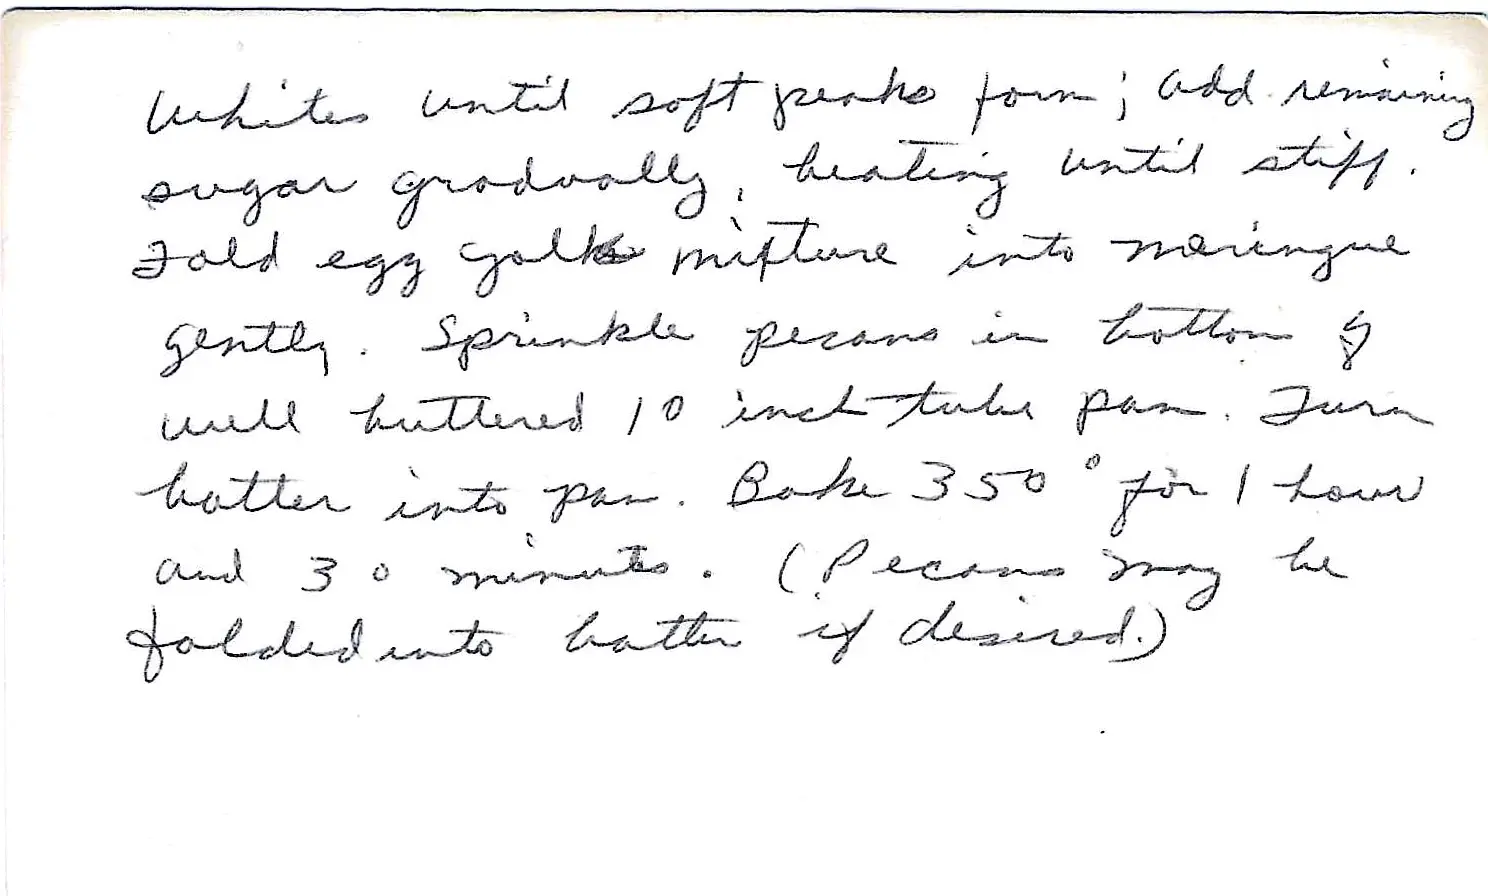 whites until soft peaks form; add remaining
sugar gradually, beating until stiff.
Fold egg yolk mixture into meringue
gently. Sprinkle pecans in bottom of
well buttered 10 inch tube pan. Turn
batter into pan. Bake 350° for 1 hour
and 30 minutes. (Pecans may be
folded into batter if desired.)